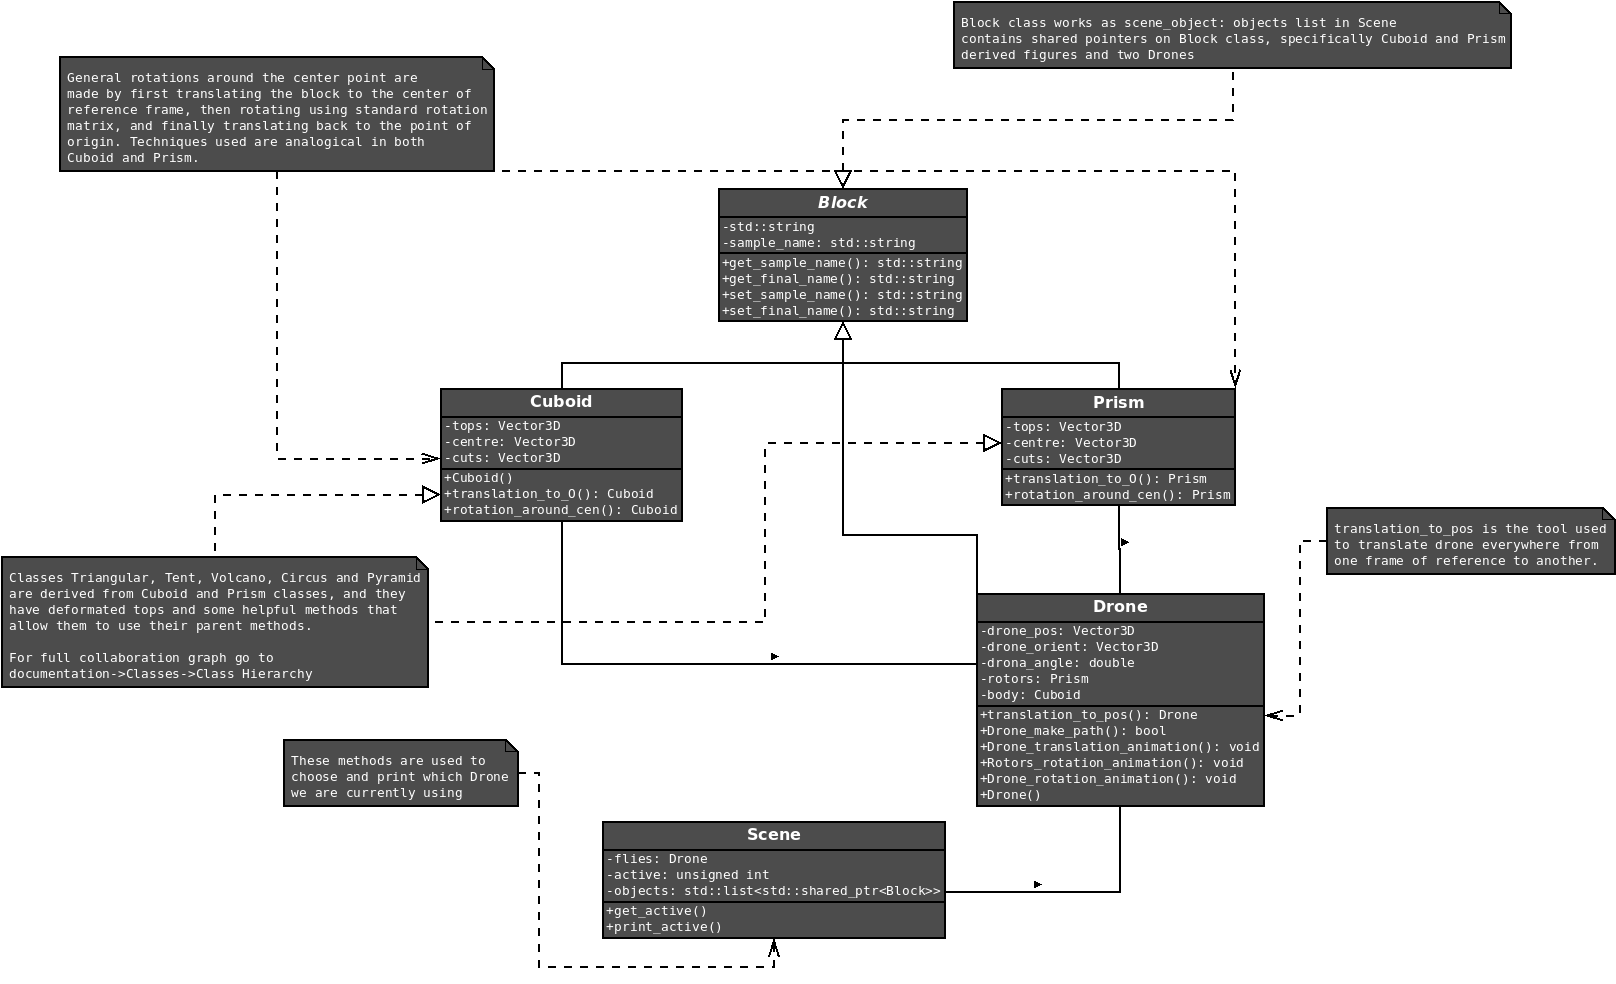 Block class works as scene_object: objects list in Scene
contains shared pointers on Block class, specifically Cuboid and Prism
derived figures and two Drones
General rotations around the center point are
made by first translating the block to the center of
reference frame, then rotating using standard rotation
matrix, and finally translating back to the point of
origin. Techniques used are analogical in both
Cuboid and Prism.
Block
-std::string
-sample_name: std::string
+get_sample_name(): std::string
+get_final_name(): std::string
+set_sample_name(): std::string
+set_final_name(): std::string
Cuboid
-tops: Vector3D
-centre: Vector3D
-cuts: Vector3D
+Cuboid()
+translation_to_O(): Cuboid
+rotation_around_cen(): Cuboid
Prism
-tops: Vector3D
-centre: Vector3D
-cuts: Vector3D
+translation_to_O(): Prism
+rotation_around_cen(): Prism
translation_to_pos is the tool used
to translate drone everywhere from
one frame of reference to another.
Classes Triangular, Tent, Volcano, Circus and Pyramid
are derived from Cuboid and Prism classes, and they
have deformated tops and some helpful methods that
allow them to use their parent methods.
For full collaboration graph go to
documentation->Classes->Class Hierarchy
Drone
-drone_pos: Vector3D
-drone_orient: Vector3D
-drona_angle: double
-rotors: Prism
-body: Cuboid
+translation_to_pos(): Drone
+Drone_make_path(): bool
+Drone_translation_animation(): void
+Rotors_rotation_animation(): void
+Drone_rotation_animation(): void
+Drone()
These methods are used to
choose and print which Drone
we are currently using
Scene
-flies: Drone
-active: unsigned int
-objects: std::list<std::shared_ptr<Block>>
+get_active()
+print_active()